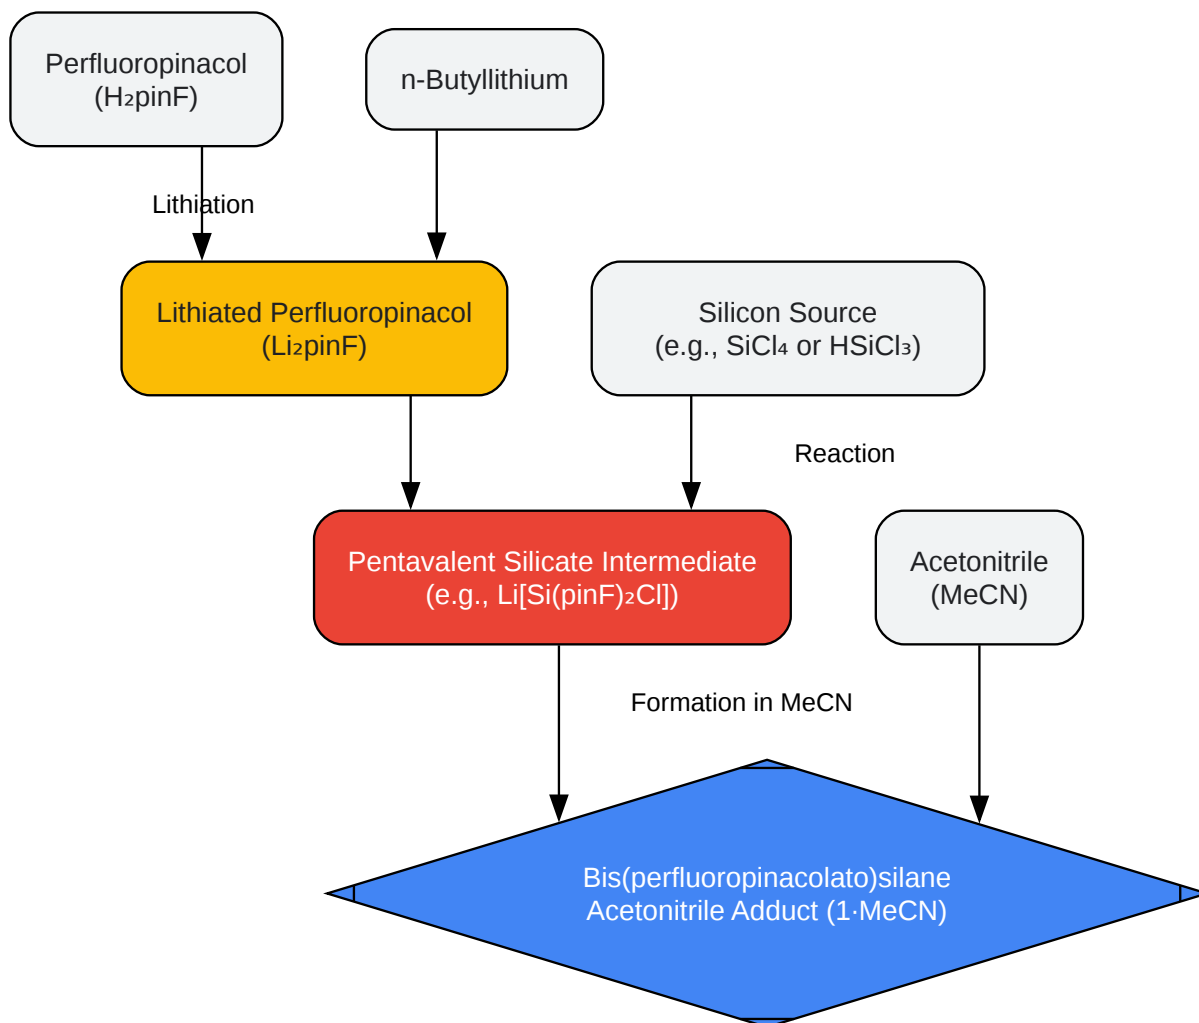 Perfluoropinacol
(H₂pinF)
n-Butyllithium
Lithiation
Lithiated Perfluoropinacol
(Li₂pinF)
Silicon Source
(e.g., SiCl₄ or HSiCl₃)
Reaction
Pentavalent Silicate Intermediate
(e.g., Li[Si(pinF)₂Cl])
Acetonitrile
(MeCN)
Formation in MeCN
Bis(perfluoropinacolato)silane
Acetonitrile Adduct (1·MeCN)